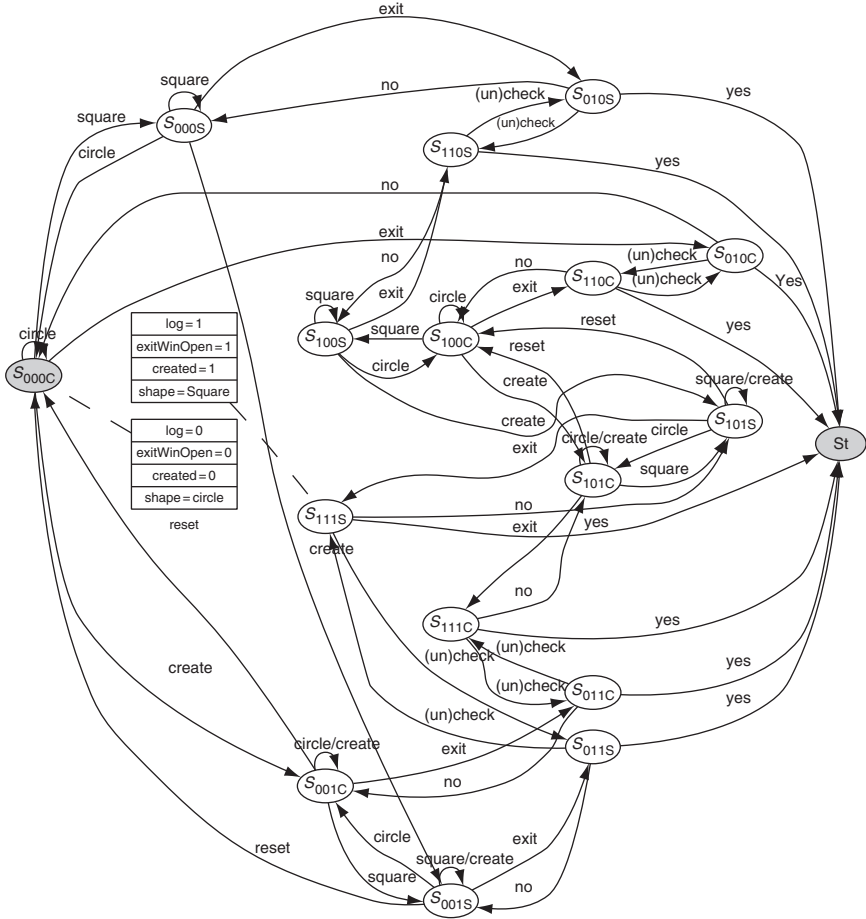 exit
square
no
(un)check
S010S
yes
square
S000S
(un)check
circle
S110S
yes
no
exit
S010C
no
(un)check
no
S110C
(un)check
Yes
exit
exit
square
circle
reset
yes
circle
log=1
S100S
square
S100C
exitWinOpen=1
reset
S000C
created=1
circle
create
square/create
shape=Square
create
S101S
log=0
circle
circle/create
St
exitWinOpen=0
exit
created=0
S101C
square
shape=circle
S111S
no
reset
exit
yes
create
no
S111C
yes
(un)check
(un)check
create
(un)check
S011C
yes
(un)check
yes
circle/create
exit
S011S
S001C
no
circle
exit
reset
square/create
square
no
S001S